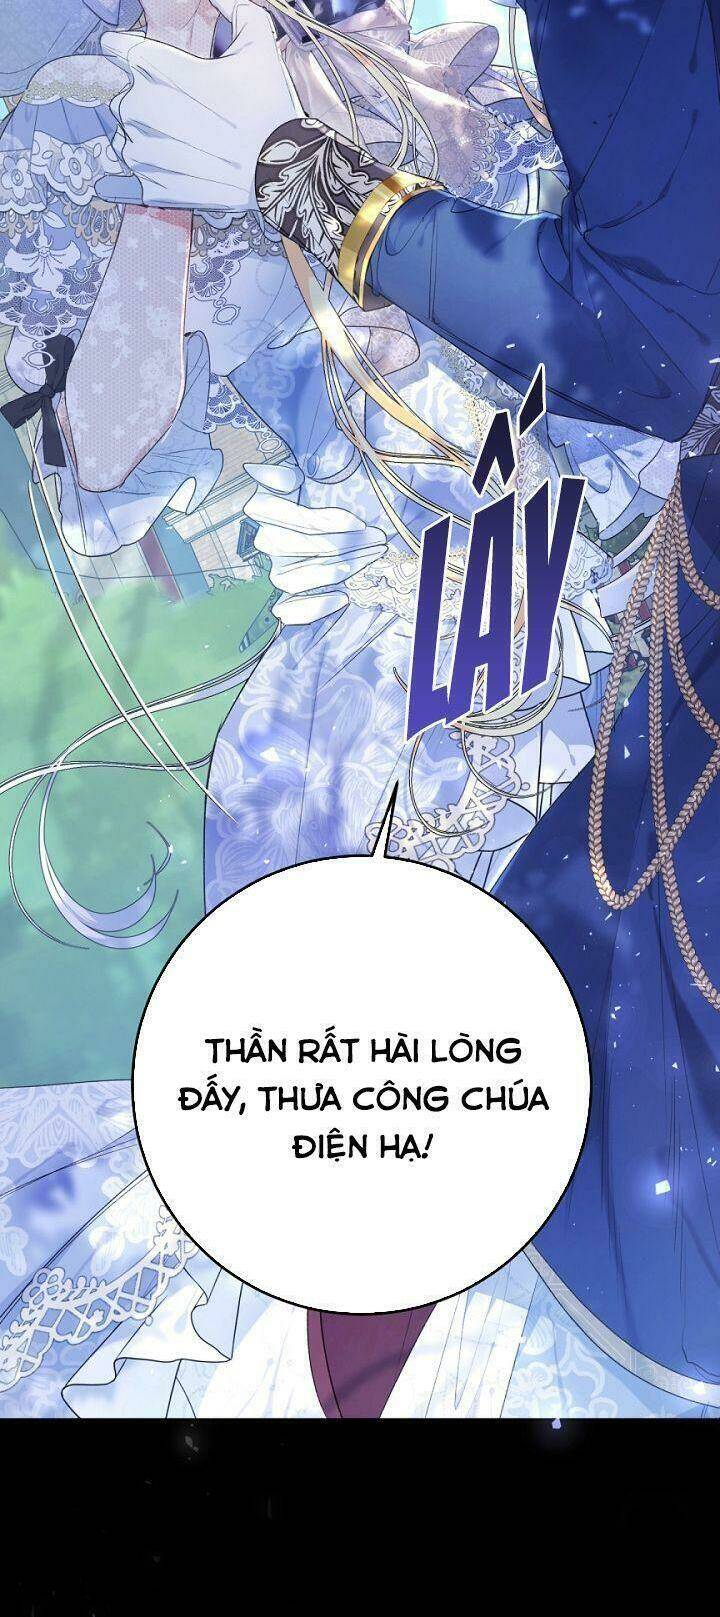 LẤY
THẦN RẤT HÀI LÒNG
ĐẤY, THƯA CÔNG CHÚA
ĐIỆN HẠ!